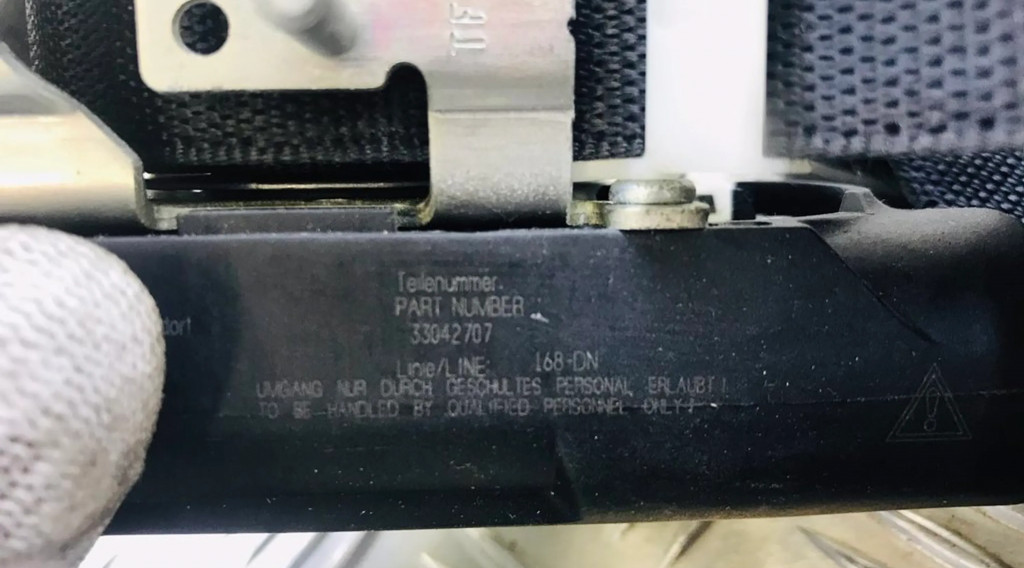 Teilenummer.
PART NUMBER
33042707
Linie/LINE: 168-DN
UMGANG NUR DURCH GESCHULTES PERSONAL ERLAUBT!
TO BE HANDLED BY QUALIFIED PERSONNEL ONLY!